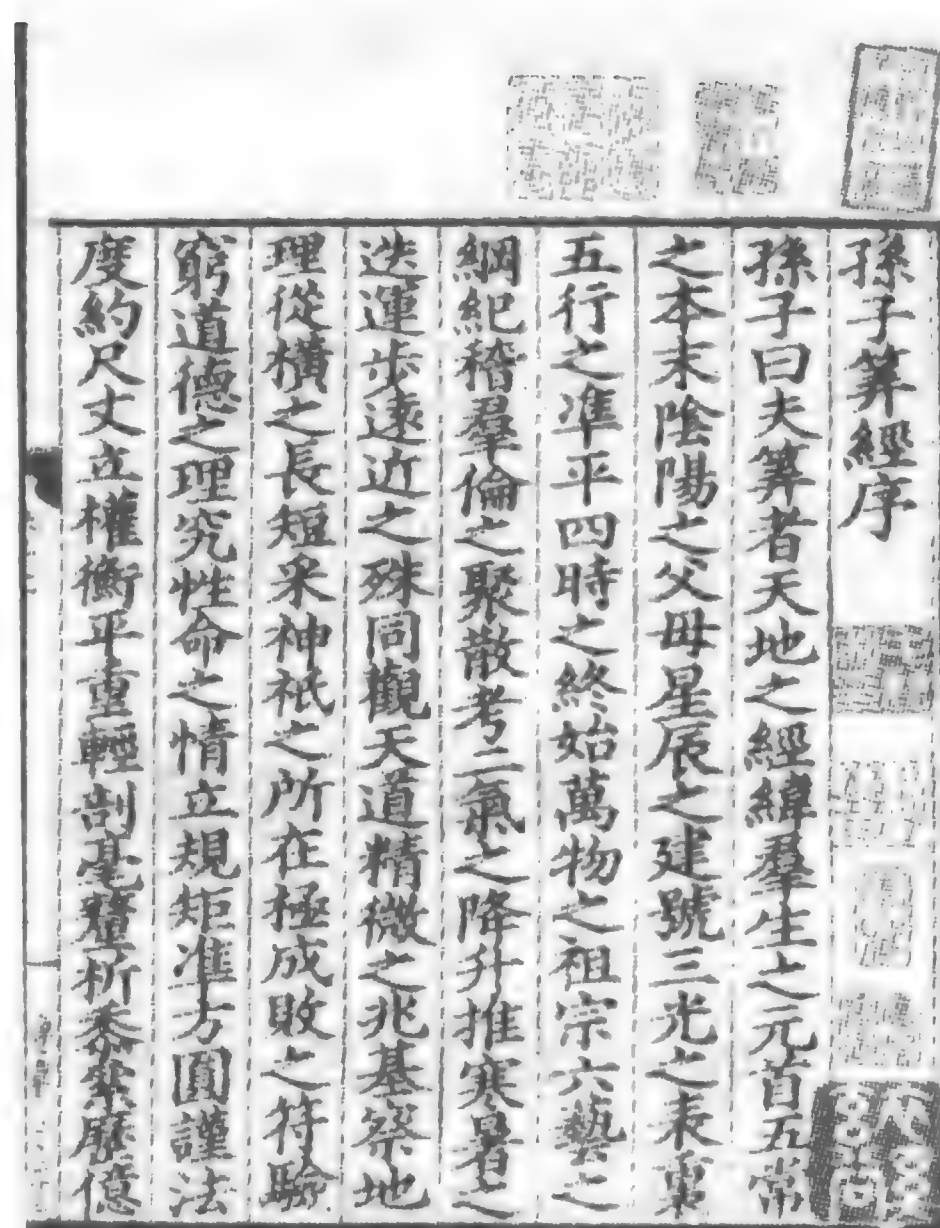 孫子筭經序
孫子曰夫筭者天地之經緯羣生之元首五常
之本末陰陽之父母星辰之建號三光之表裏
五行之準平四時之終始萬物之祖宗六藝之
綱紀稽羣倫之聚散考二氣之降升推寒暑之
迭運步遠近之殊同觀天道精微之兆基察地
理從橫之長短采神祇之所在極成敗之符驗
窮道德之理究性命之情立規矩準方圓謹法
度約尺丈立權衡平重輕剖毫釐析黍絫歷億